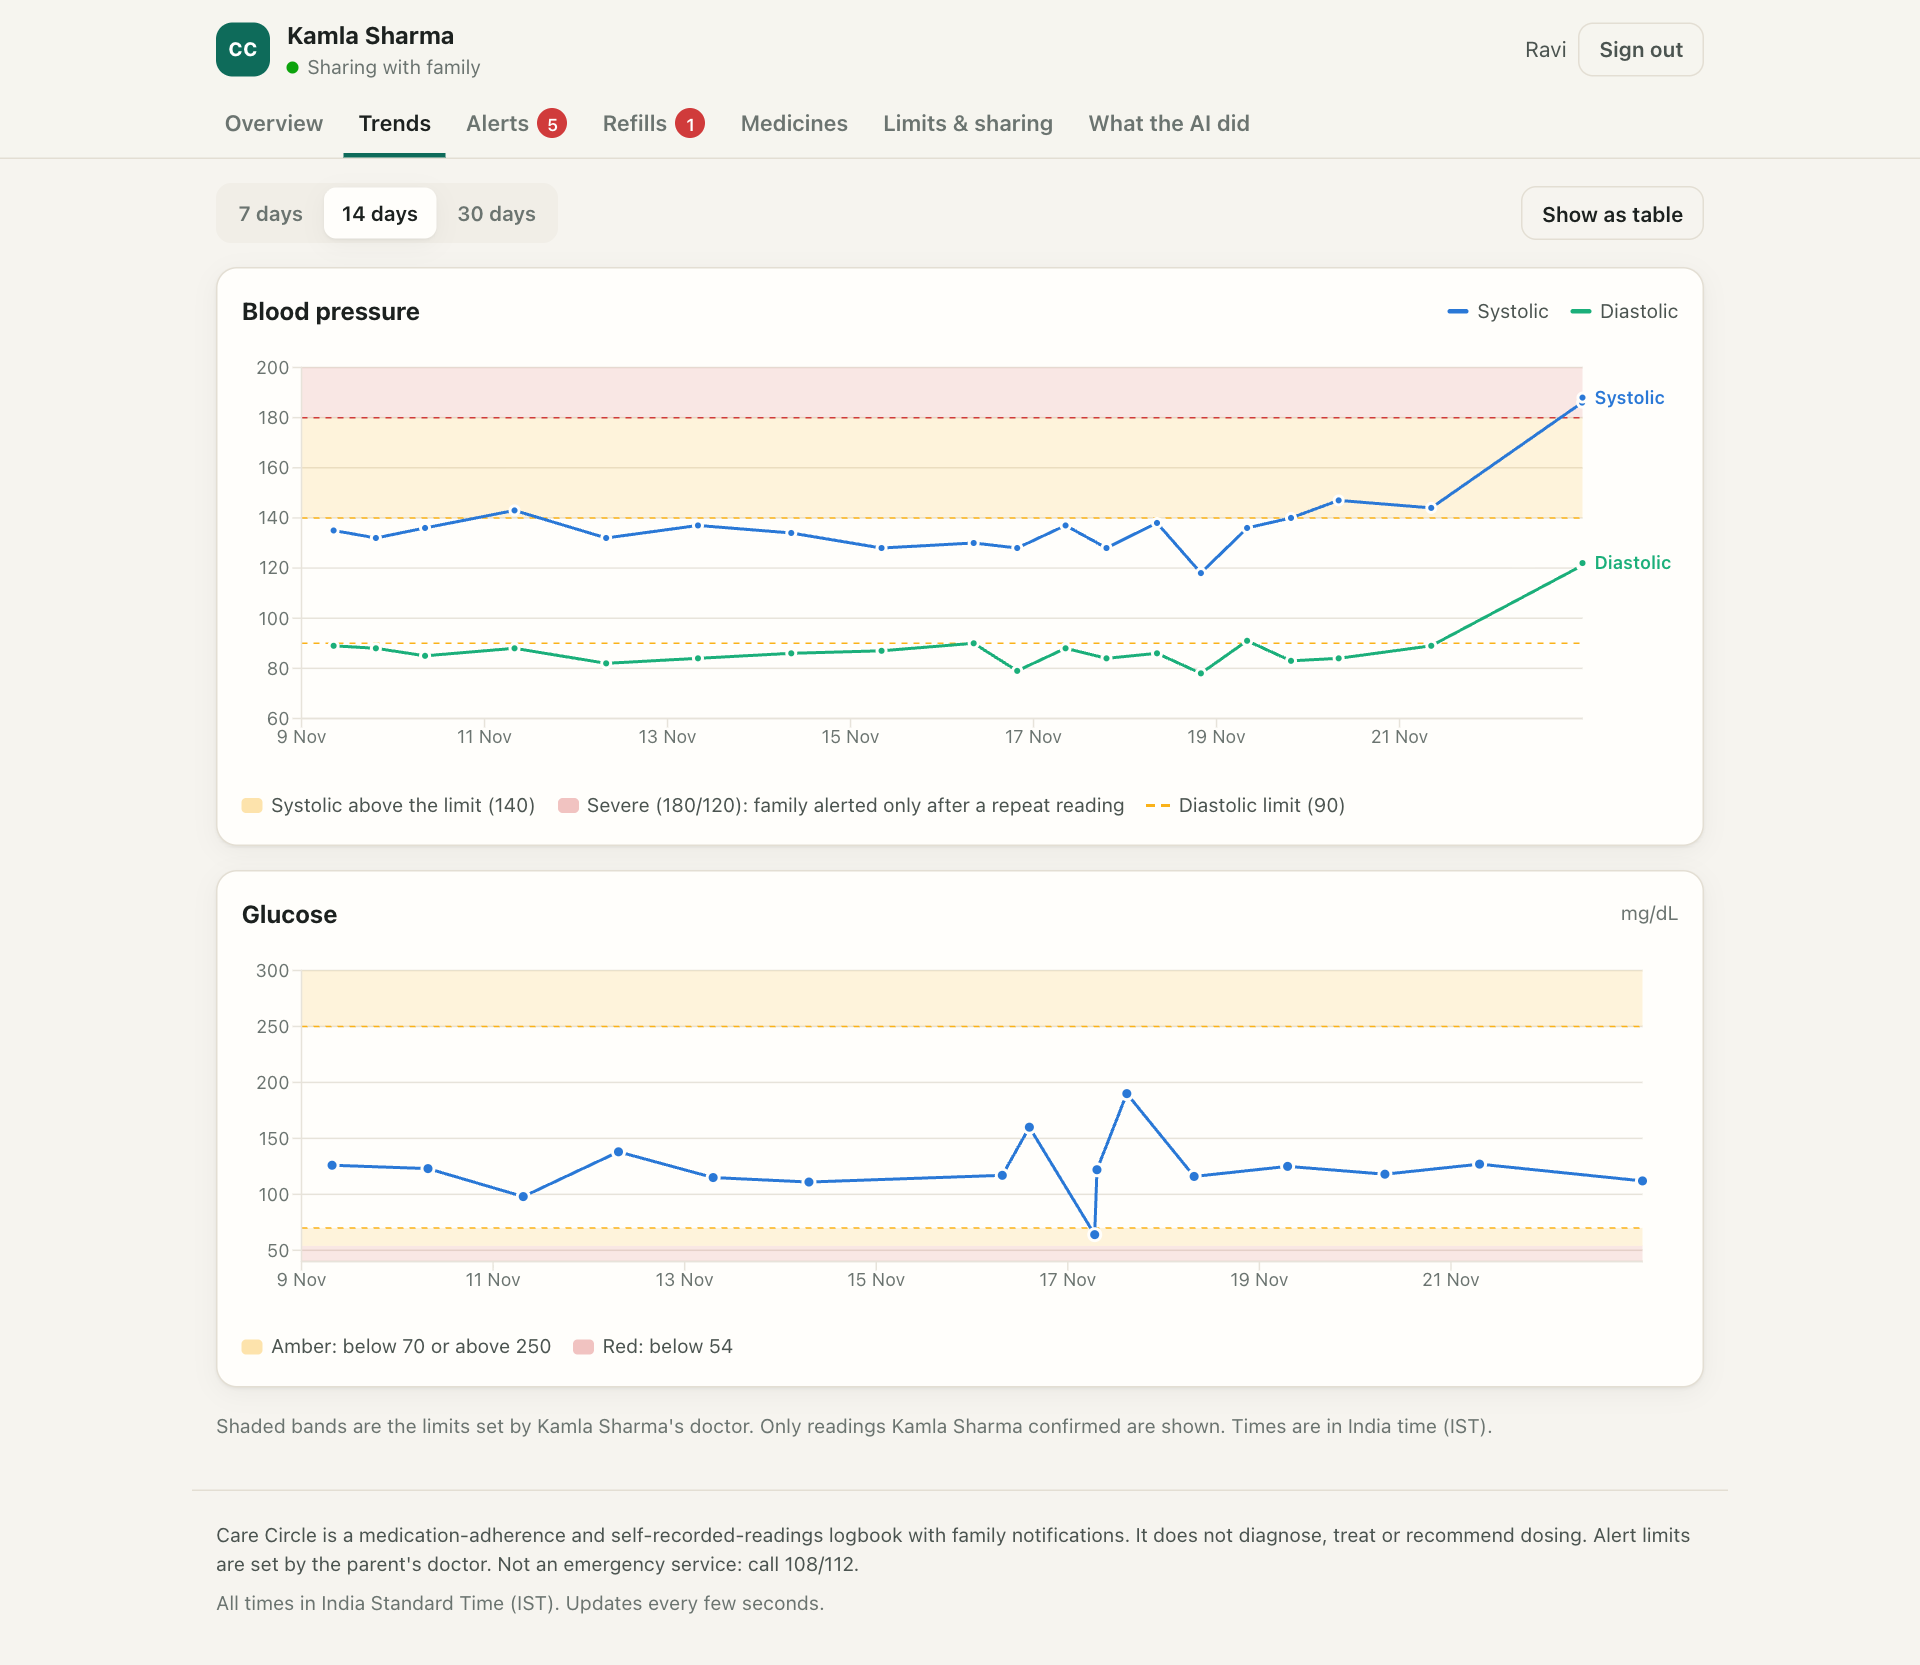 CC
Kamla Sharma
Sharing with family
Ravi
Sign out
Overview
Trends
Alerts 5
Refills 1
Medicines
Limits & sharing
What the AI did
7 days
14 days
30 days
Show as table
Blood pressure
Systolic
Diastolic
200
180
160
140
120
100
80
60
Systolic
Diastolic
9 Nov
11 Nov
13 Nov
15 Nov
17 Nov
19 Nov
21 Nov
Systolic above the limit (140)
Severe (180/120): family alerted only after a repeat reading
Diastolic limit (90)
Glucose
mg/dL
300
250
200
150
100
50
9 Nov
11 Nov
13 Nov
15 Nov
17 Nov
19 Nov
21 Nov
Amber: below 70 or above 250
Red: below 54
Shaded bands are the limits set by Kamla Sharma's doctor. Only readings Kamla Sharma confirmed are shown. Times are in India time (IST).
Care Circle is a medication-adherence and self-recorded-readings logbook with family notifications. It does not diagnose, treat or recommend dosing. Alert limits
are set by the parent's doctor. Not an emergency service: call 108/112.
All times in India Standard Time (IST). Updates every few seconds.